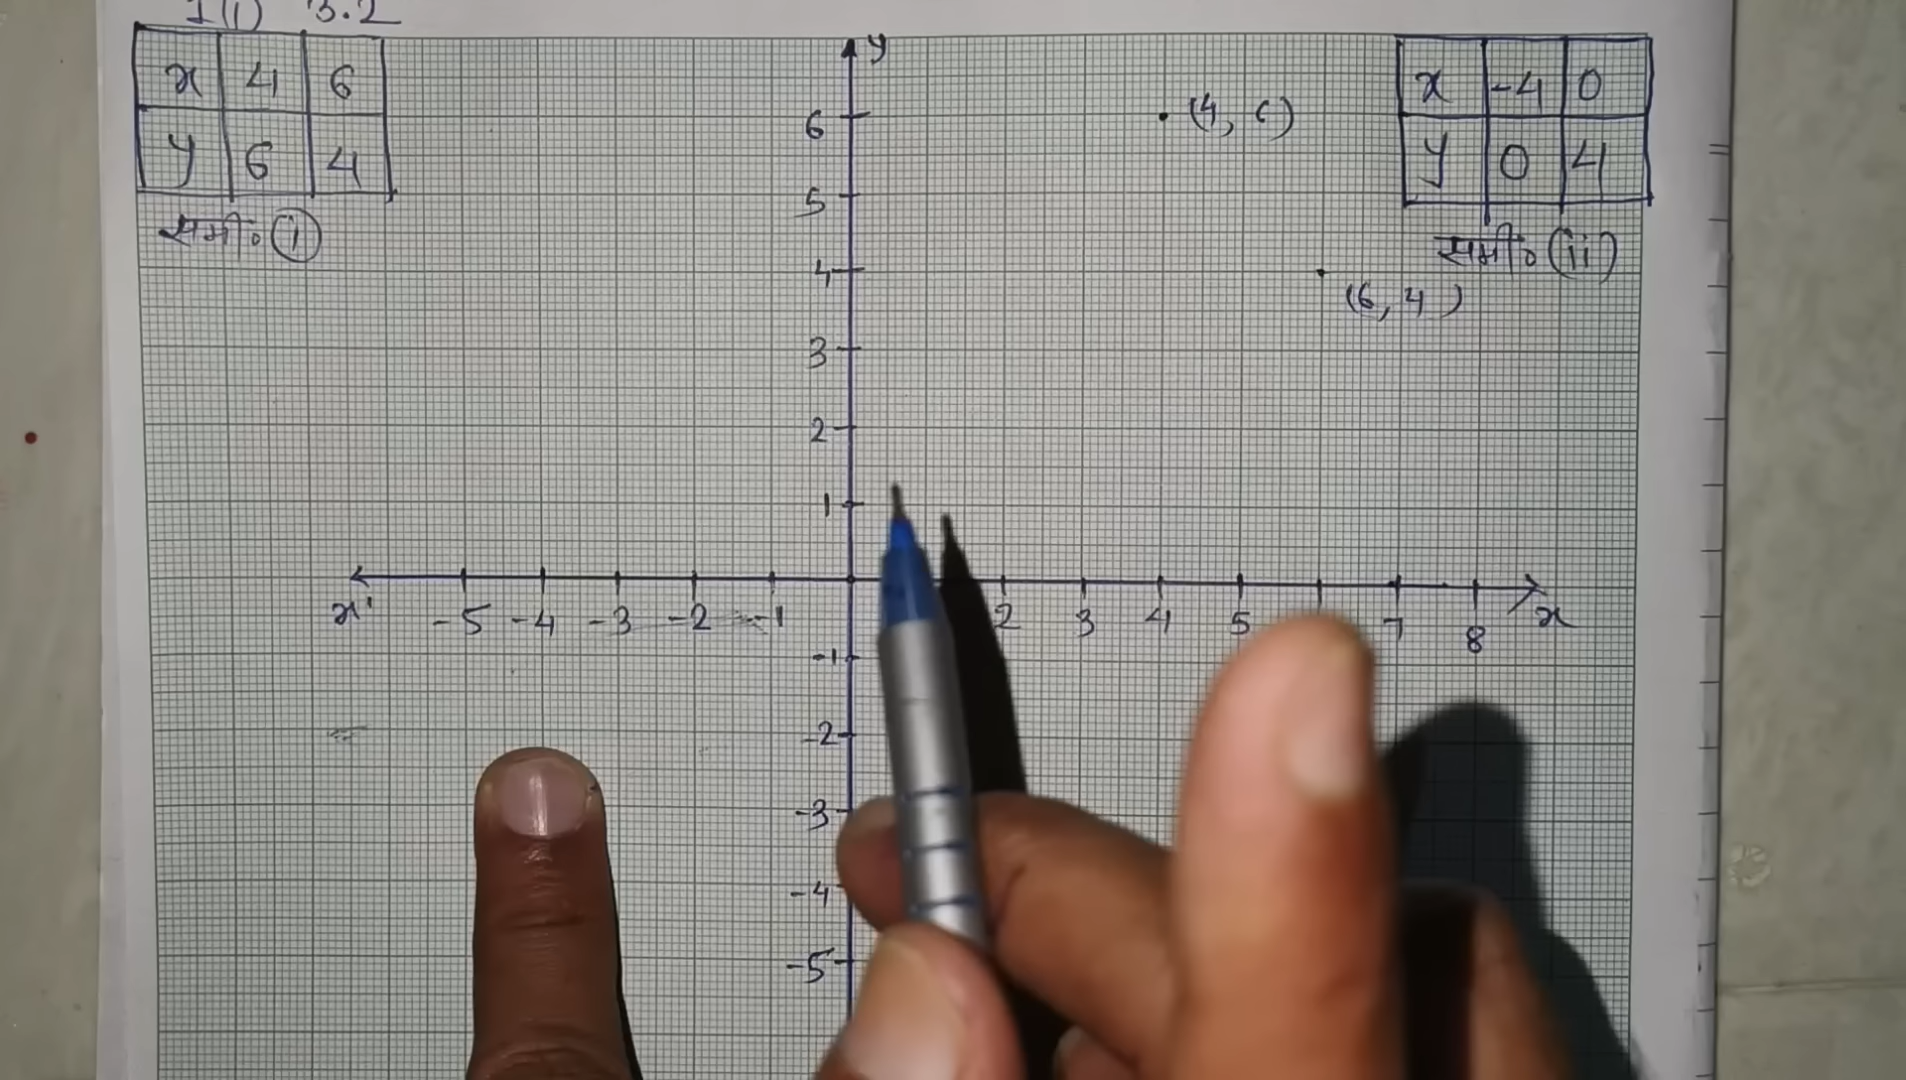 1(i) 3.2
x 4 6
y 6 4
समी० (i)
x -4 0
y 0 4
समी० (ii)
y
(4, 6)
(6, 4)
6
5
4
3
2
1
x' -5 -4 -3 -2 -1 2 3 4 5 7 8 x
-1
-2
-3
-4
-5